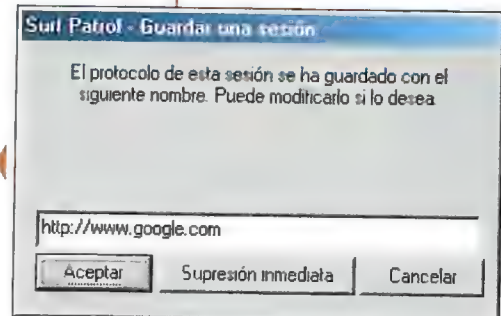 Surf Patrol - Guardar una sesión
El protocolo de esta sesión se ha guardado con el
siguiente nombre. Puede modificarlo si lo desea
http://www.google.com
Aceptar
Supresión inmediata
Cancelar